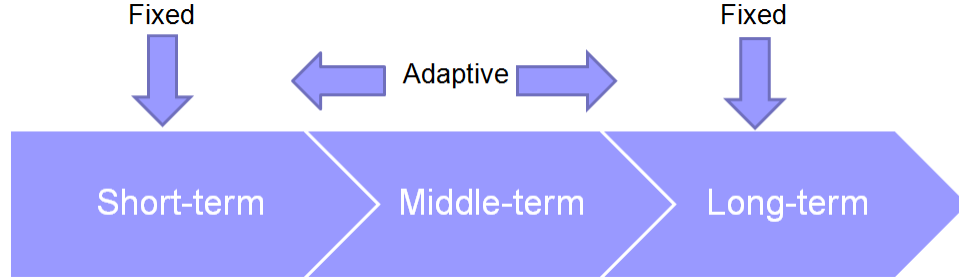 Fixed
Fixed
Adaptive
Short-term
Middle-term
Long-term